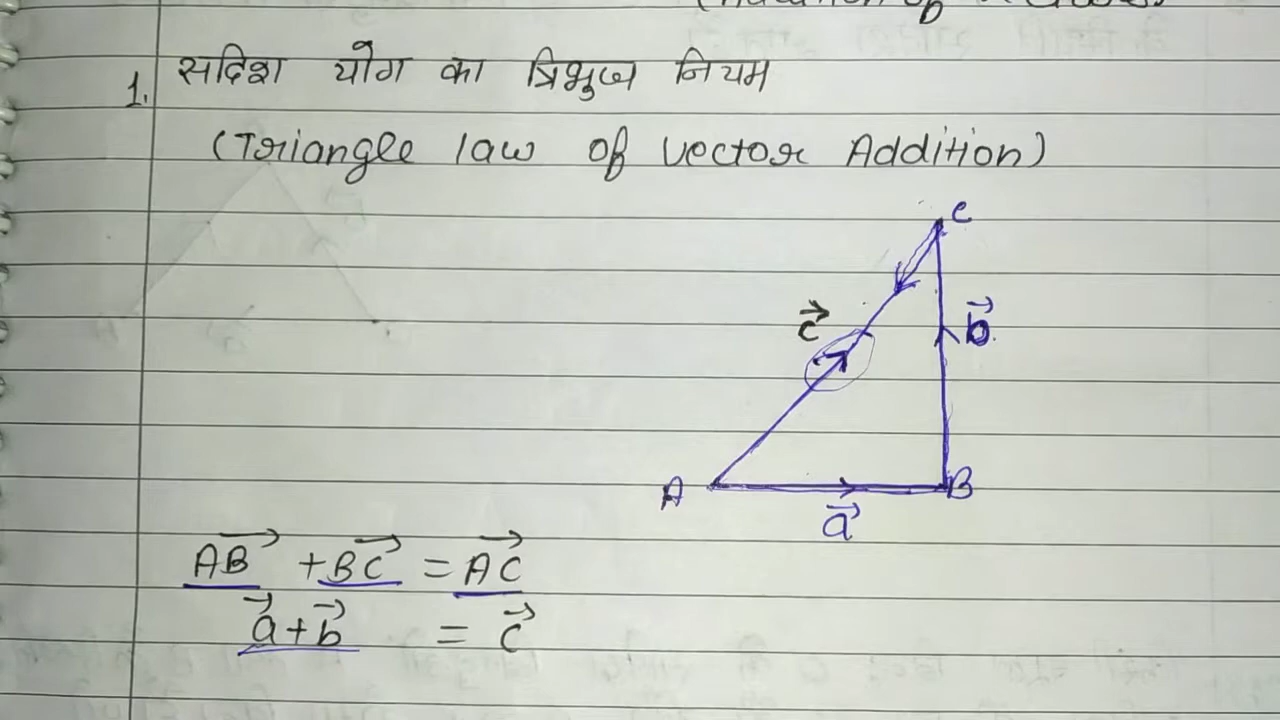 1. सदिश योग का त्रिभुज नियम
(Triangle law of vector Addition)
C
c⃗
b⃗
A
B
a⃗
AB⃗ + BC⃗ = AC⃗
a⃗ + b⃗ = c⃗